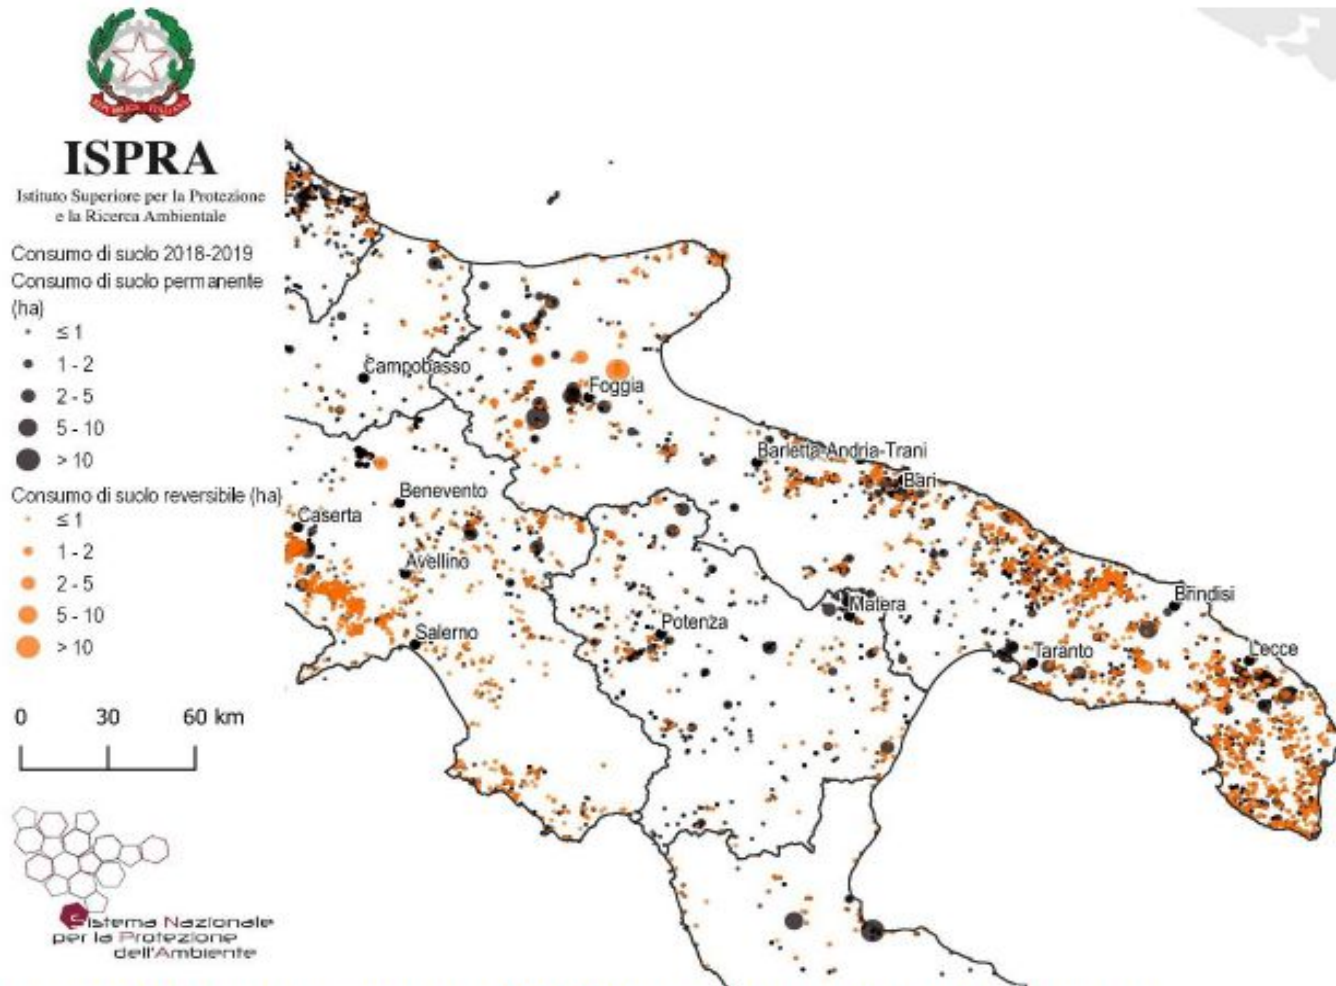 ISPRA
Istituto Superiore per la Protezione
e la Ricerca Ambientale
Consumo di suolo 2018-2019
Consumo di suolo permanente
(ha)
≤ 1
1 - 2
2 - 5
5 - 10
> 10
Consumo di suolo reversibile (ha)
≤ 1
1 - 2
2 - 5
5 - 10
> 10
0 30 60 km
Sistema Nazionale
per la Protezione
dell'Ambiente
Campobasso
Foggia
Barletta-Andria-Trani
Bari
Benevento
Caserta
Avellino
Brindisi
Matera
Potenza
Salerno
Taranto
Lecce